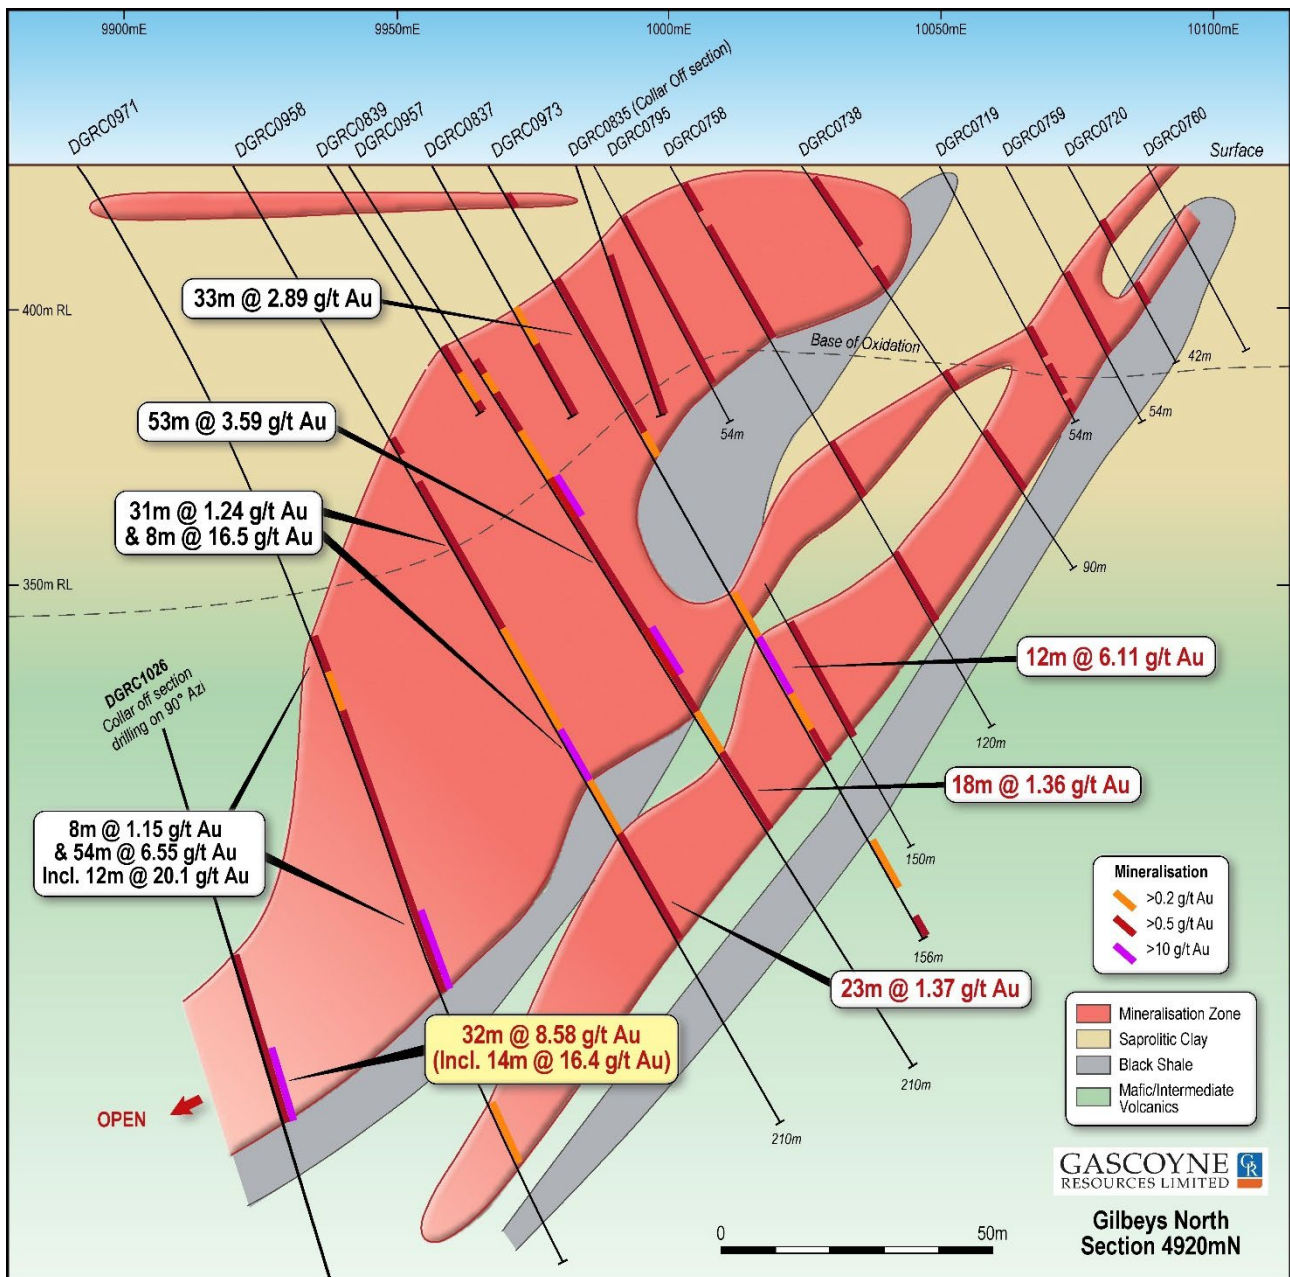 9900mE
9950mE
1000mE
10050mE
10100mE
DGRC0971
DGRC0958
DGRC0839
DGRC0957
DGRC0837
DGRC0973
DGRC0835 (Collar Off section)
DGRC0795
DGRC0758
DGRC0738
DGRC0719
DGRC0759
DGRC0720
DGRC0760
Surface
400m RL
33m @ 2.89 g/t Au
Base of Oxidation
42m
54m
54m
54m
53m @ 3.59 g/t Au
31m @ 1.24 g/t Au
& 8m @ 16.5 g/t Au
350m RL
90m
DGRC1026
Collar off section
drilling on 90° Azi
12m @ 6.11 g/t Au
120m
18m @ 1.36 g/t Au
8m @ 1.15 g/t Au
& 54m @ 6.55 g/t Au
Incl. 12m @ 20.1 g/t Au
150m
156m
23m @ 1.37 g/t Au
32m @ 8.58 g/t Au
(Incl. 14m @ 16.4 g/t Au)
210m
210m
OPEN
Mineralisation
>0.2 g/t Au
>0.5 g/t Au
>10 g/t Au
Mineralisation Zone
Saprolitic Clay
Black Shale
Mafic/Intermediate
Volcanics
GASCOYNE
RESOURCES LIMITED
GR
0
50m
Gilbeys North
Section 4920mN